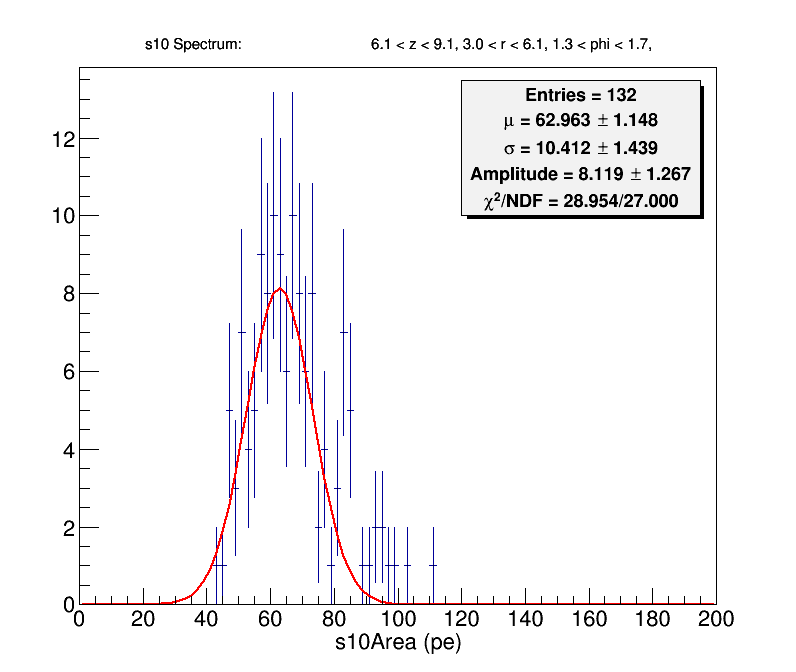 s10 Spectrum: 6.1 < z < 9.1, 3.0 < r < 6.1, 1.3 < phi < 1.7,
Entries = 132
μ = 62.963 ± 1.148
σ = 10.412 ± 1.439
Amplitude = 8.119 ± 1.267
χ²/NDF = 28.954/27.000
12
10
8
6
4
2
0
0 20 40 60 80 100 120 140 160 180 200
s10Area (pe)